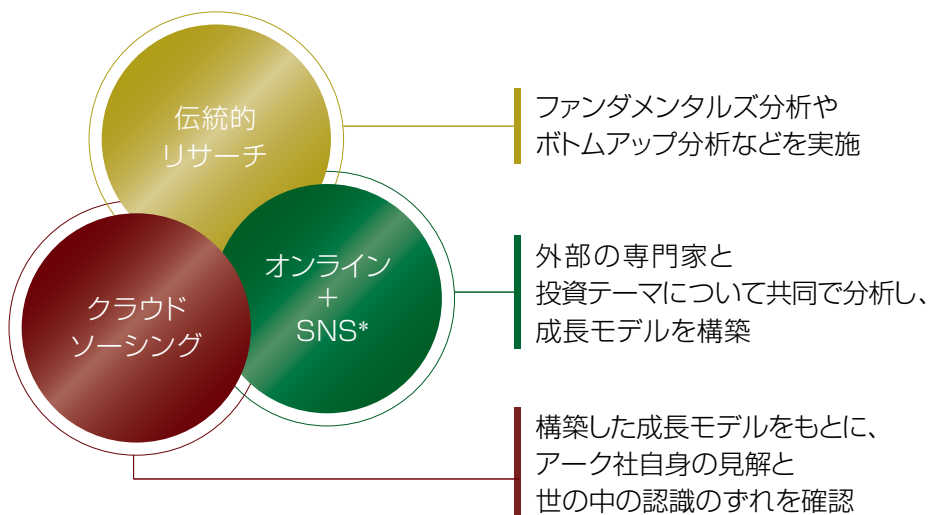 伝統的
リサーチ
ファンダメンタルズ分析や
ボトムアップ分析などを実施
オンライン
+
SNS*
外部の専門家と
投資テーマについて共同で分析し、
成長モデルを構築
クラウド
ソーシング
構築した成長モデルをもとに、
アーク社自身の見解と
世の中の認識のずれを確認